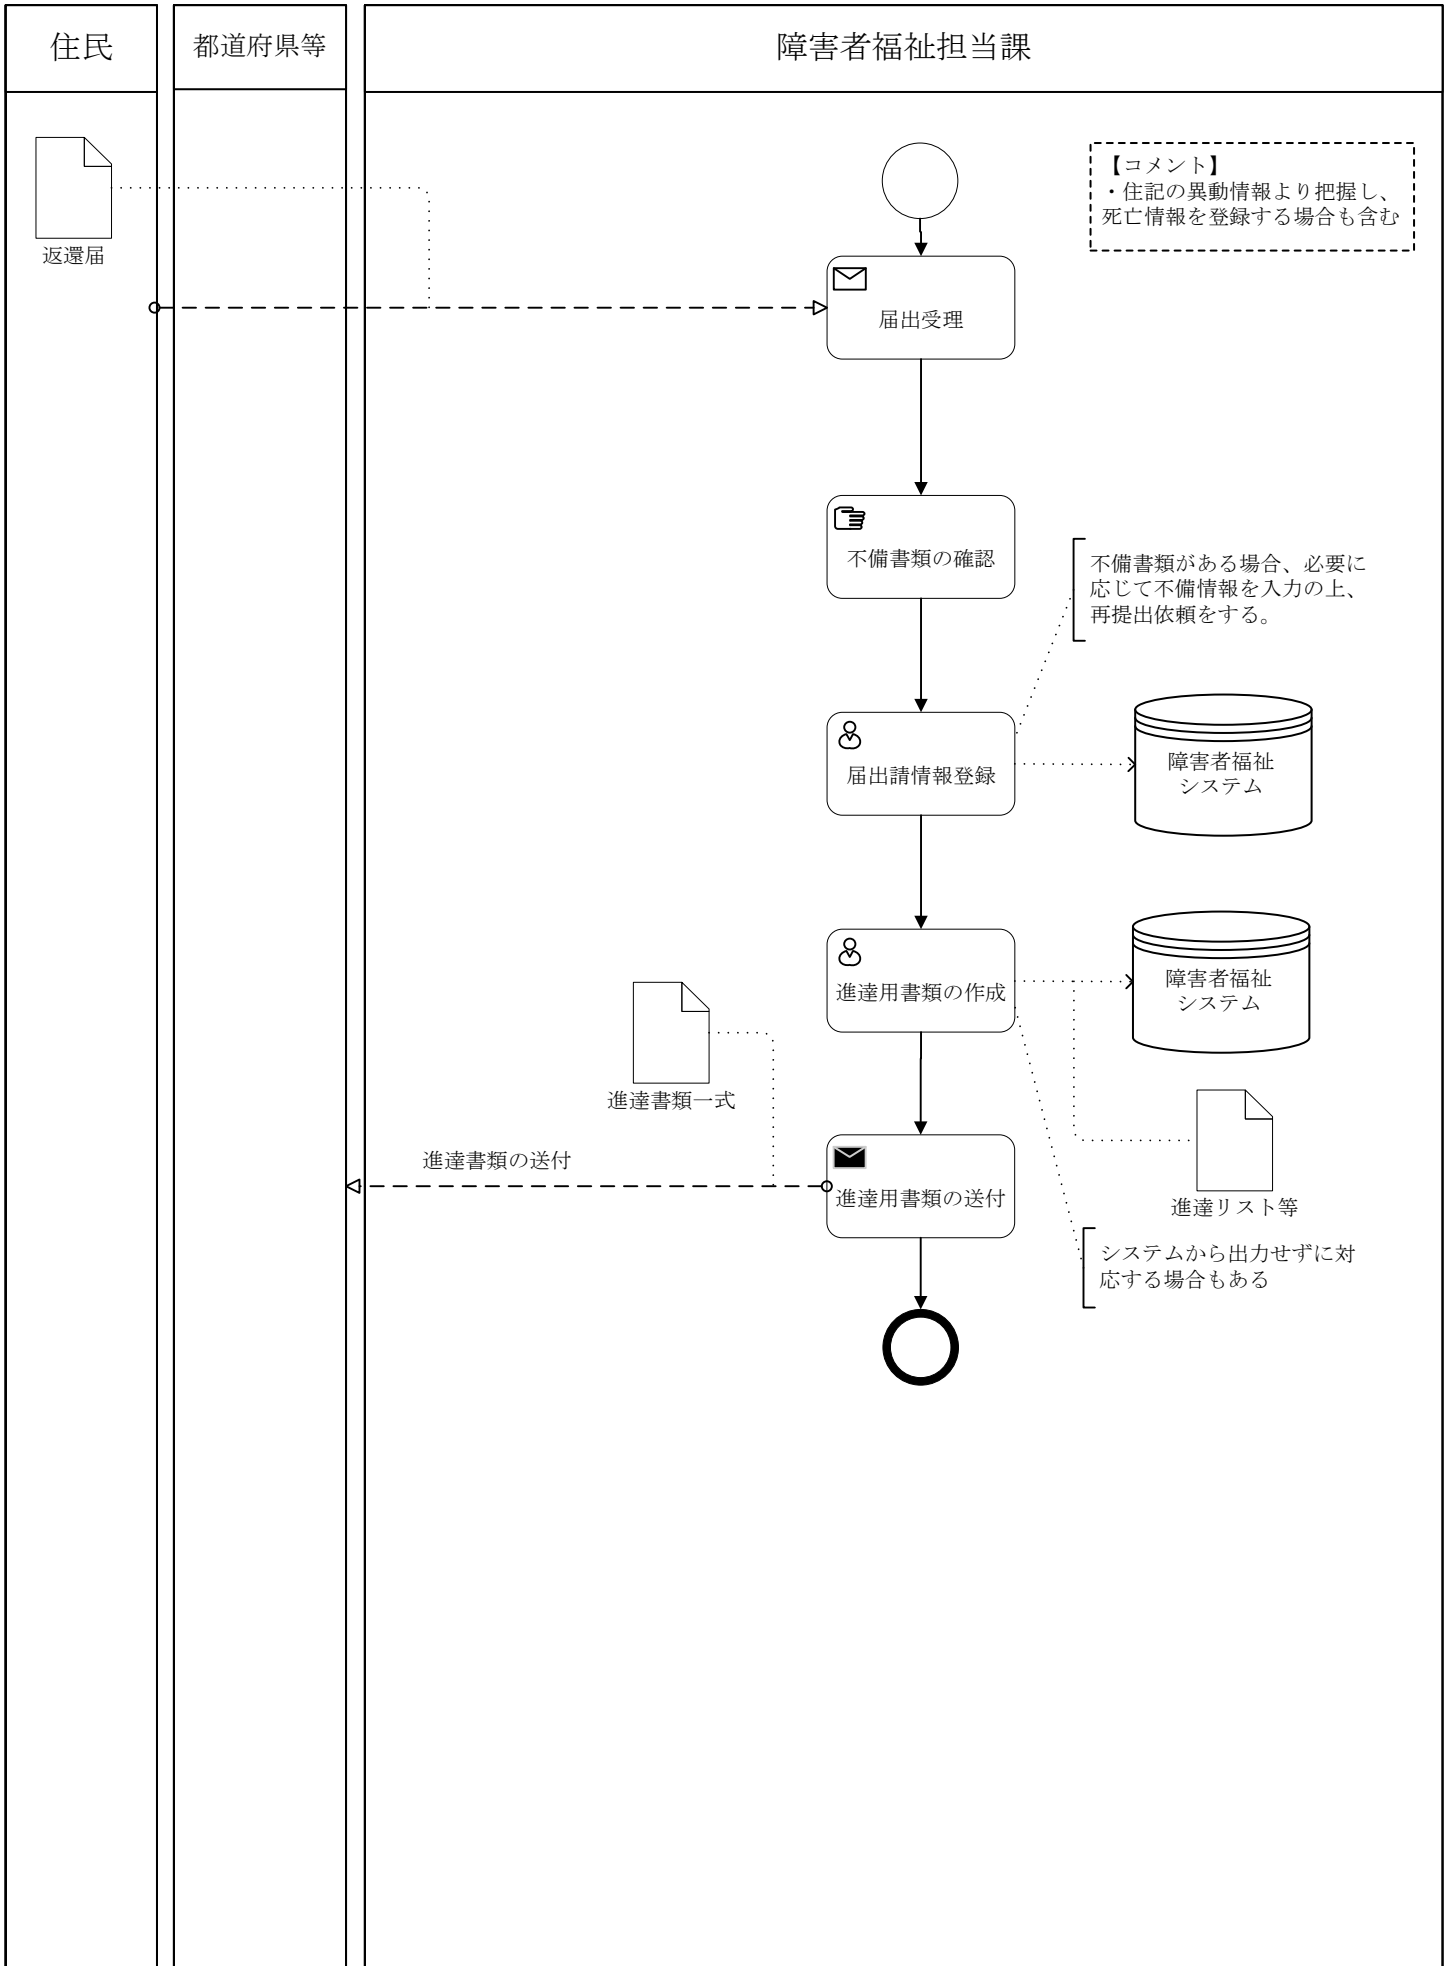 住民
都道府県等
障害者福祉担当課
返還届
【コメント】
・住記の異動情報より把握し、
死亡情報を登録する場合も含む
届出受理
不備書類の確認
不備書類がある場合、必要に
応じて不備情報を入力の上、
再提出依頼をする。
届出請情報登録
障害者福祉
システム
進達用書類の作成
障害者福祉
システム
進達書類一式
進達書類の送付
進達用書類の送付
進達リスト等
システムから出力せずに対
応する場合もある